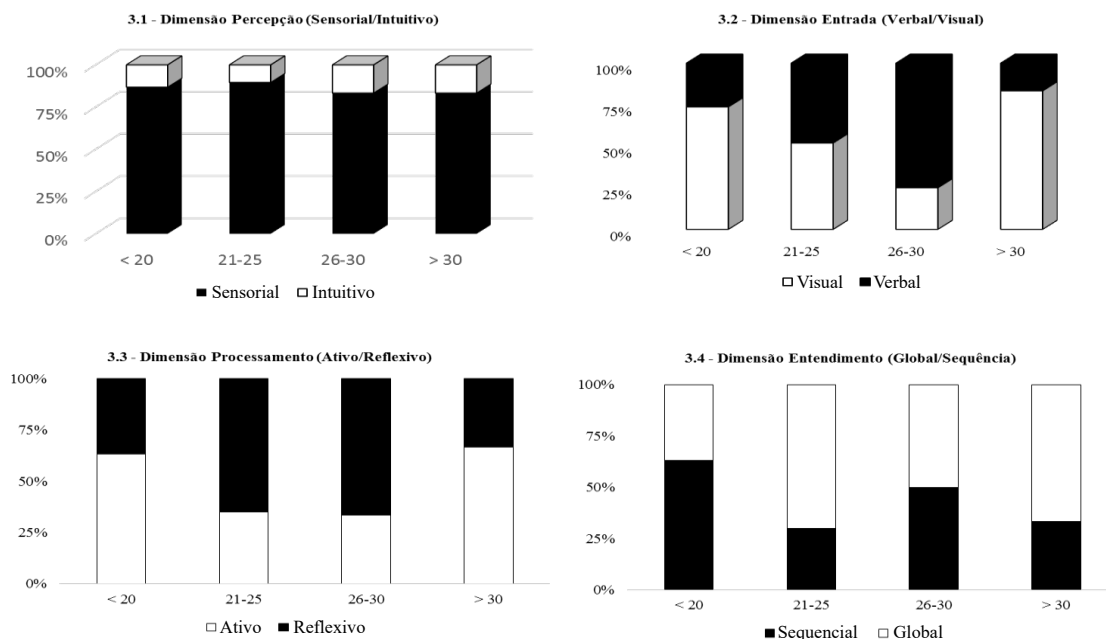 3.1 - Dimensão Percepção (Sensorial/Intuitivo)
100%
75%
50%
25%
0%
< 20 21-25 26-30 > 30
■ Sensorial □ Intuitivo
3.2 - Dimensão Entrada (Verbal/Visual)
100%
75%
50%
25%
0%
< 20 21-25 26-30 > 30
□ Visual ■ Verbal
3.3 - Dimensão Processamento (Ativo/Reflexivo)
100%
75%
50%
25%
0%
< 20 21-25 26-30 > 30
□ Ativo ■ Reflexivo
3.4 - Dimensão Entendimento (Global/Sequência)
100%
75%
50%
25%
0%
< 20 21-25 26-30 > 30
■ Sequencial □ Global